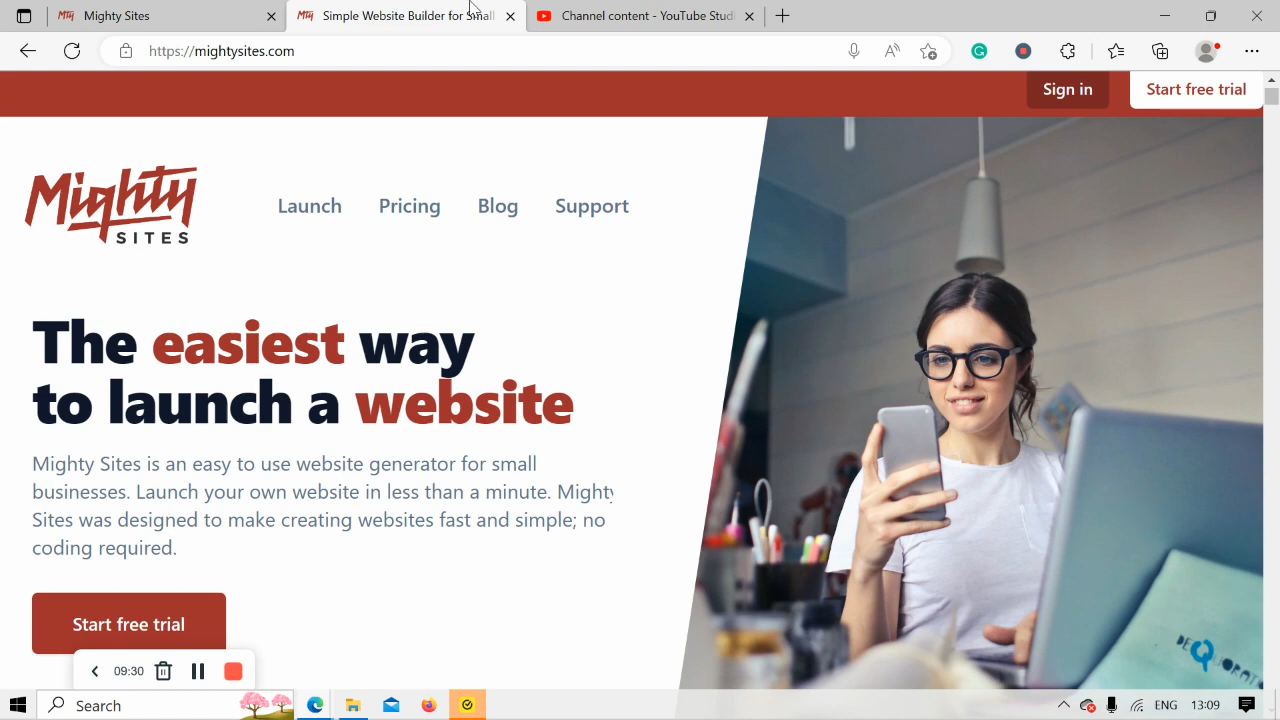 Mighty Sites
Simple Website Builder for Small
Channel content - YouTube Studi
https://mightysites.com
Sign in
Start free trial
Mighty
SITES
Launch
Pricing
Blog
Support
The easiest way
to launch a website
Mighty Sites is an easy to use website generator for small
businesses. Launch your own website in less than a minute. Mighty
Sites was designed to make creating websites fast and simple; no
coding required.
Start free trial
09:30
Search
ENG
13:09